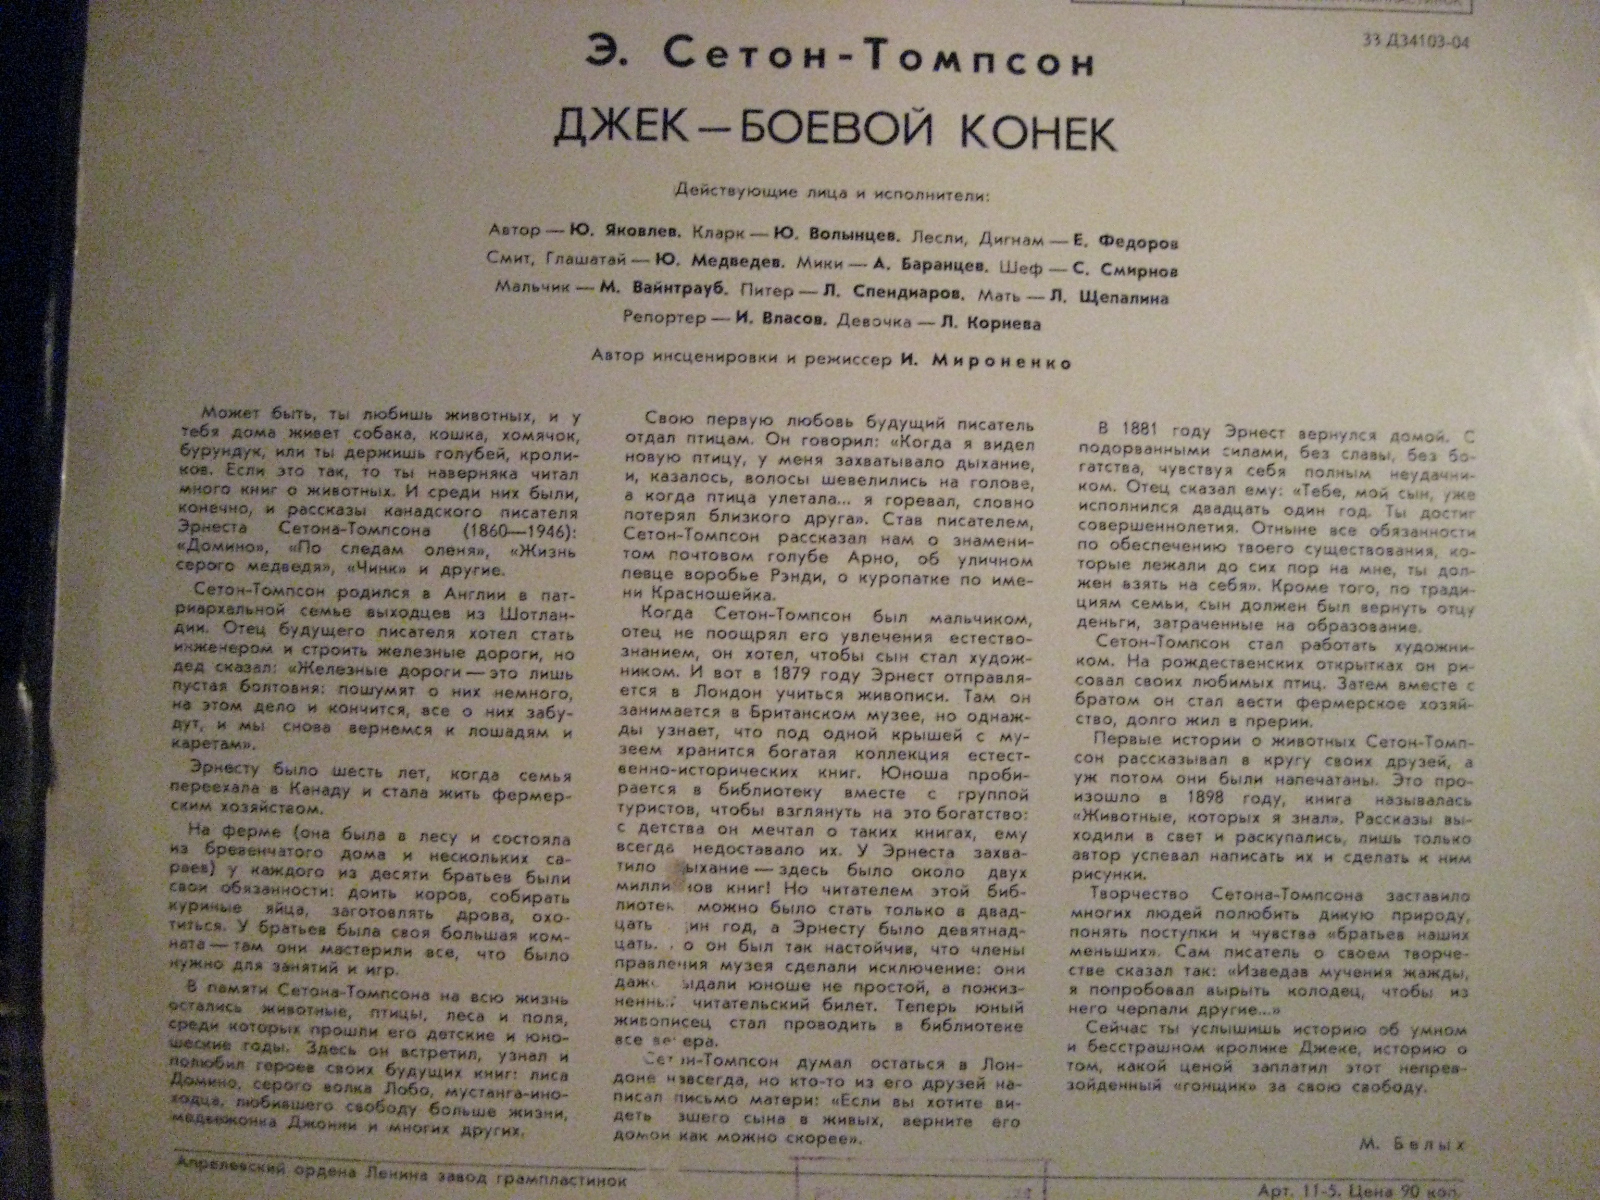 33 Д34103-04
Э. Сетон-Томпсон
ДЖЕК — БОЕВОЙ КОНЕК
Действующие лица и исполнители:
Автор — Ю. Яковлев. Кларк — Ю. Волынцев. Лесли, Дигнам — Е. Федоров
Смит, Глашатай — Ю. Медведев. Мики — А. Баранцев. Шеф — С. Смирнов
Мальчик — М. Вайнтрауб. Питер — Л. Спендиаров. Мать — Л. Щепалина
Репортер — И. Власов. Девочка — Л. Корнева
Автор инсценировки и режиссер И. Мироненко
Может быть, ты любишь животных, и у
тебя дома живет собака, кошка, хомячок,
бурундук, или ты держишь голубей, кроли-
ков. Если это так, то ты наверняка читал
много книг о животных. И среди них были,
конечно, и рассказы канадского писателя
Эрнеста Сетона-Томпсона (1860—1946):
«Домино», «По следам оленя», «Жизнь
серого медведя», «Чинк» и другие.
Сетон-Томпсон родился в Англии в пат-
риархальной семье выходцев из Шотлан-
дии. Отец будущего писателя хотел стать
инженером и строить железные дороги, но
дед сказал: «Железные дороги — это лишь
пустая болтовня: пошумят о них немного,
на этом дело и кончится, все о них забу-
дут, и мы снова вернемся к лошадям и
каретам».
Эрнесту было шесть лет, когда семья
переехала в Канаду и стала жить фермер-
ским хозяйством.
На ферме (она была в лесу и состояла
из бревенчатого дома и нескольких са-
раев) у каждого из десяти братьев были
свои обязанности: доить коров, собирать
куриные яйца, заготовлять дрова, охо-
титься. У братьев была своя большая ком-
ната — там они мастерили все, что было
нужно для занятий и игр.
В памяти Сетона-Томпсона на всю жизнь
остались животные, птицы, леса и поля,
среди которых прошли его детские и юно-
шеские годы. Здесь он встретил, узнал и
полюбил героев своих будущих книг: лиса
Домино, серого волка Лобо, мустанга-ино-
ходца, любившего свободу больше жизни,
медвежонка Джонни и многих других.
Свою первую любовь будущий писатель
отдал птицам. Он говорил: «Когда я видел
новую птицу, у меня захватывало дыхание,
и, казалось, волосы шевелились на голове,
а когда птица улетала... я горевал, словно
потерял близкого друга». Став писателем,
Сетон-Томпсон рассказал нам о знамени-
том почтовом голубе Арно, об уличном
певце воробье Рэнди, о куропатке по име-
ни Красношейка.
Когда Сетон-Томпсон был мальчиком,
отец не поощрял его увлечения естество-
знанием, он хотел, чтобы сын стал худож-
ником. И вот в 1879 году Эрнест отправля-
ется в Лондон учиться живописи. Там он
занимается в Британском музее, но однаж-
ды узнает, что под одной крышей с му-
зеем хранится богатая коллекция естест-
венно-исторических книг. Юноша проби-
рается в библиотеку вместе с группой
туристов, чтобы взглянуть на это богатство:
с детства он мечтал о таких книгах, ему
всегда недоставало их. У Эрнеста захва-
тило дыхание — здесь было около двух
миллионов книг! Но читателем этой биб-
лиотеки можно было стать только в двад-
цать один год, а Эрнесту было девятнад-
цать. Но он был так настойчив, что члены
правления музея сделали исключение: они
даже выдали юноше не простой, а пожиз-
ненный читательский билет. Теперь юный
живописец стал проводить в библиотеке
все вечера.
Сетон-Томпсон думал остаться в Лон-
доне навсегда, но кто-то из его друзей на-
писал письмо матери: «Если вы хотите ви-
деть вашего сына в живых, верните его
домой как можно скорее».
В 1881 году Эрнест вернулся домой. С
подорванными силами, без славы, без бо-
гатства, чувствуя себя полным неудачни-
ком. Отец сказал ему: «Тебе, мой сын, уже
исполнился двадцать один год. Ты достиг
совершеннолетия. Отныне все обязанности
по обеспечению твоего существования, ко-
торые лежали до сих пор на мне, ты дол-
жен взять на себя». Кроме того, по тради-
циям семьи, сын должен был вернуть отцу
деньги, затраченные на образование.
Сетон-Томпсон стал работать художни-
ком. На рождественских открытках он ри-
совал своих любимых птиц. Затем вместе с
братом он стал вести фермерское хозяй-
ство, долго жил в прерии.
Первые истории о животных Сетон-Томп-
сон рассказывал в кругу своих друзей, а
уж потом они были напечатаны. Это про-
изошло в 1898 году, книга называлась
«Животные, которых я знал». Рассказы вы-
ходили в свет и раскупались, лишь только
автор успевал написать их и сделать к ним
рисунки.
Творчество Сетона-Томпсона заставило
многих людей полюбить дикую природу,
понять поступки и чувства «братьев наших
меньших». Сам писатель о своем творче-
стве сказал так: «Изведав мучения жажды,
я попробовал вырыть колодец, чтобы из
него черпали другие...»
Сейчас ты услышишь историю об умном
и бесстрашном кролике Джеке, историю о
том, какой ценой заплатил этот непрев-
зойденный «гонщик» за свою свободу.
М. Белых
Апрелевский ордена Ленина завод грампластинок
Арт. 11-5. Цена 90 коп.